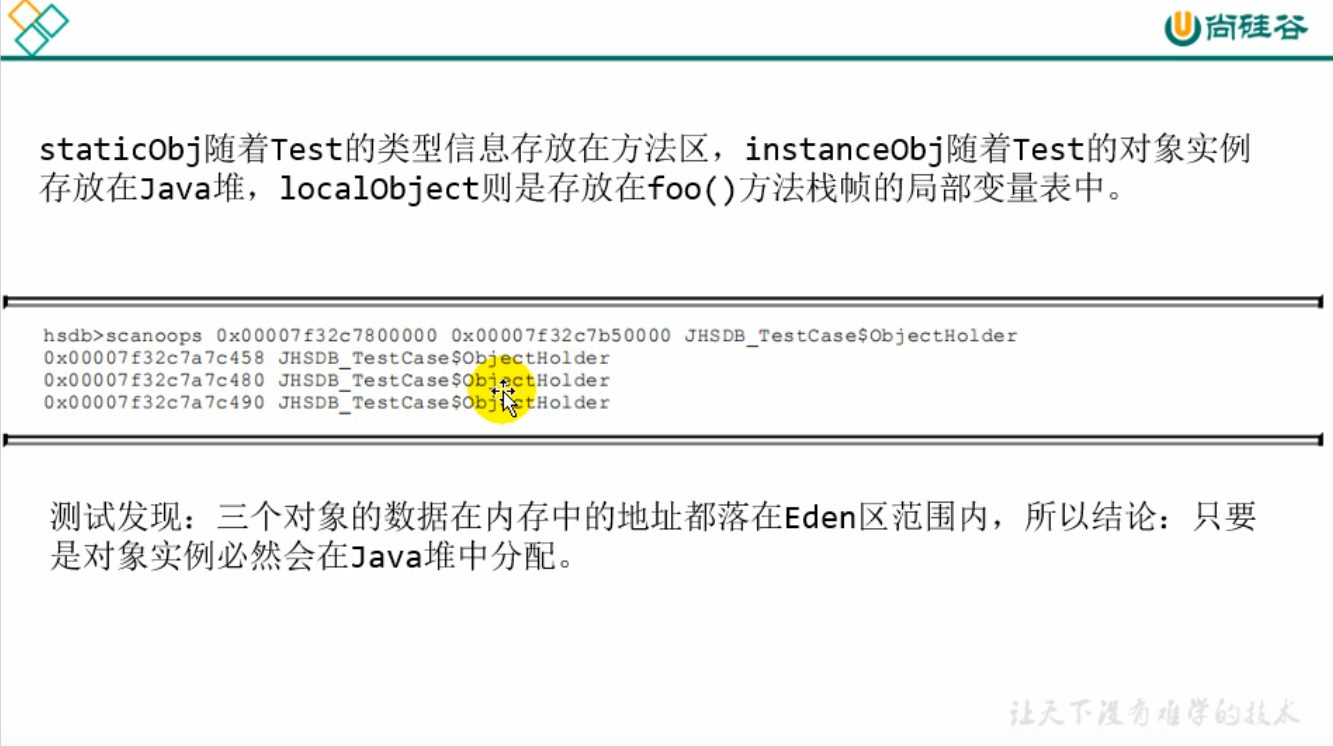 尚硅谷
staticObj随着Test的类型信息存放在方法区，instanceObj随着Test的对象实例
存放在Java堆，localObject则是存放在foo()方法栈帧的局部变量表中。
hsdb>scanoops 0x00007f32c7800000 0x00007f32c7b50000 JHSDB_TestCase$ObjectHolder
0x00007f32c7a7c458 JHSDB_TestCase$ObjectHolder
0x00007f32c7a7c480 JHSDB_TestCase$ObjectHolder
0x00007f32c7a7c490 JHSDB_TestCase$ObjectHolder
测试发现：三个对象的数据在内存中的地址都落在Eden区范围内，所以结论：只要
是对象实例必然会在Java堆中分配。
让天下没有难学的技术